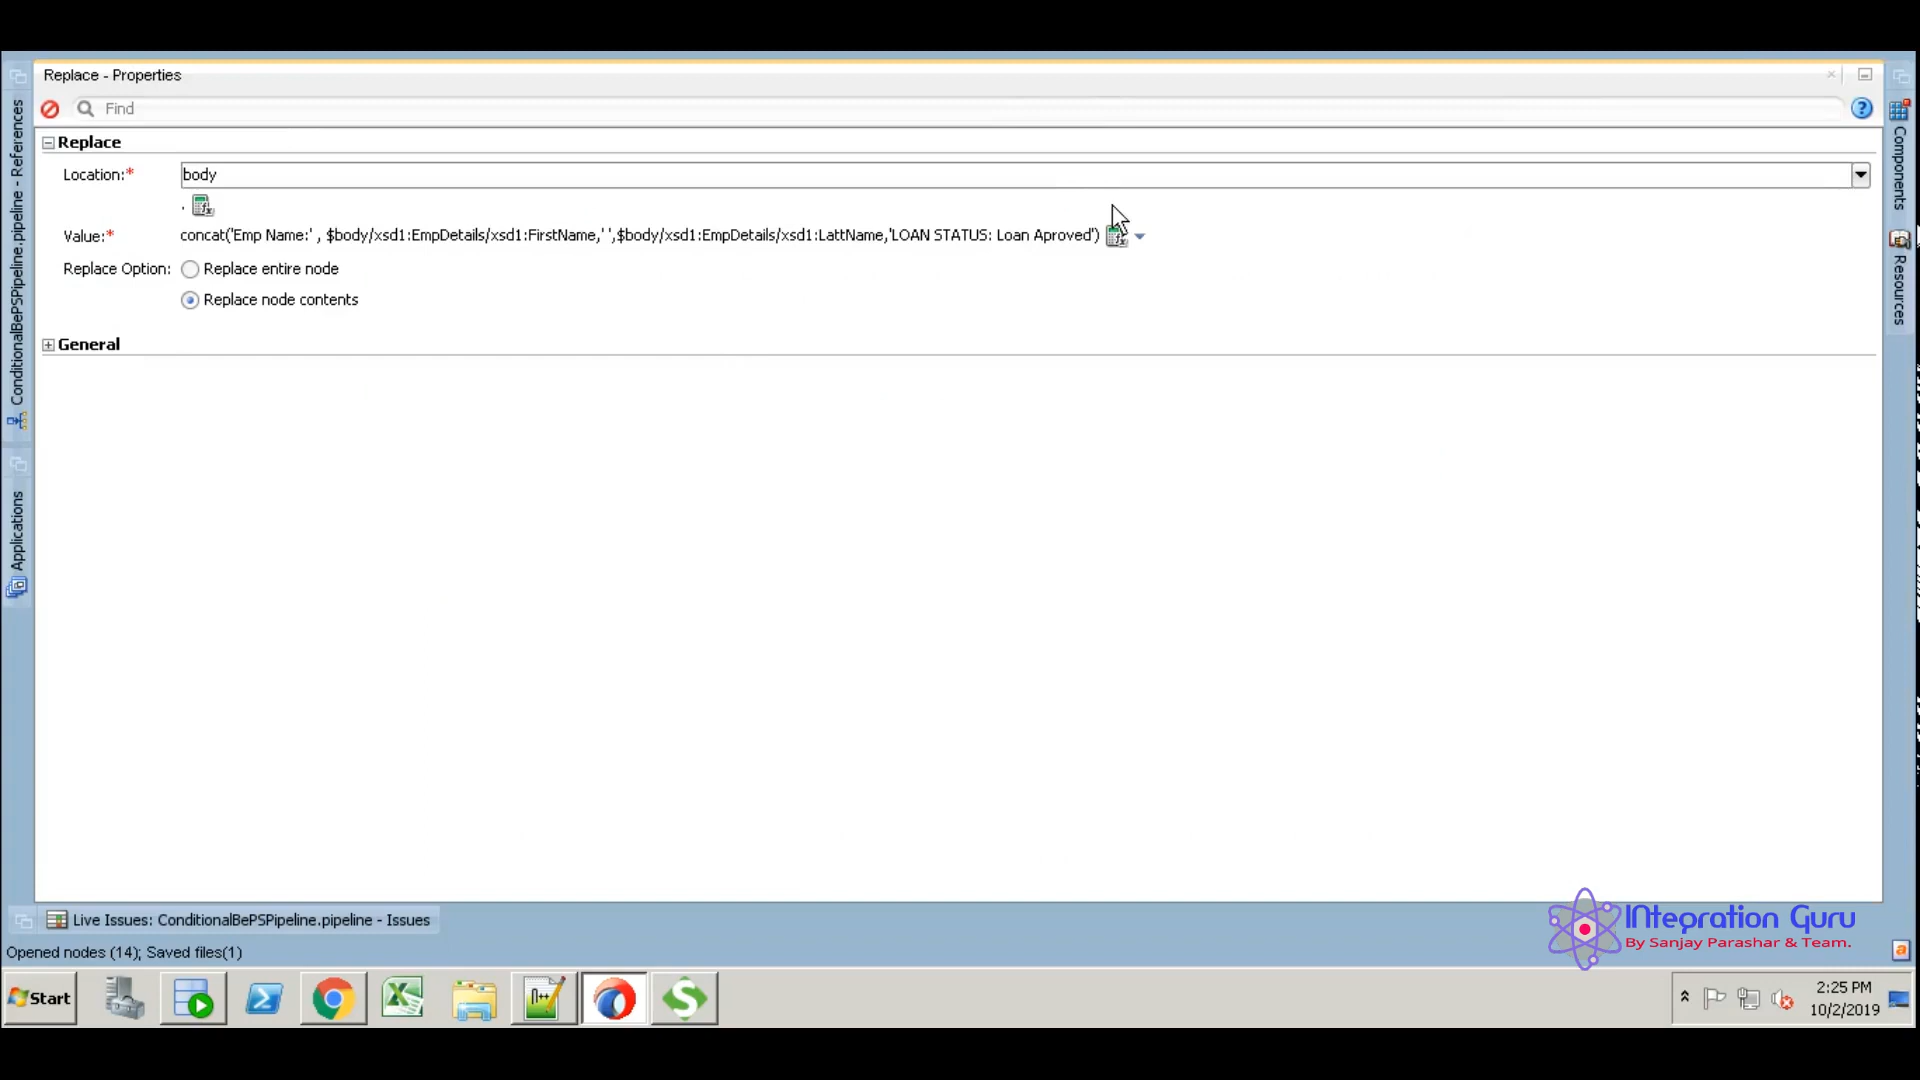 Replace - Properties
Find
Replace
Location:*
body
.
Value:*
concat('Emp Name:' , $body/xsd1:EmpDetails/xsd1:FirstName,' ',$body/xsd1:EmpDetails/xsd1:LattName,'LOAN STATUS: Loan Aproved')
Replace Option:
Replace entire node
Replace node contents
General
ConditionalBePSPipeline.pipeline - References
Applications
Components
Resources
Live Issues: ConditionalBePSPipeline.pipeline - Issues
Opened nodes (14); Saved files(1)
INtegration Guru
By Sanjay Parashar & Team.
Start
2:25 PM
10/2/2019